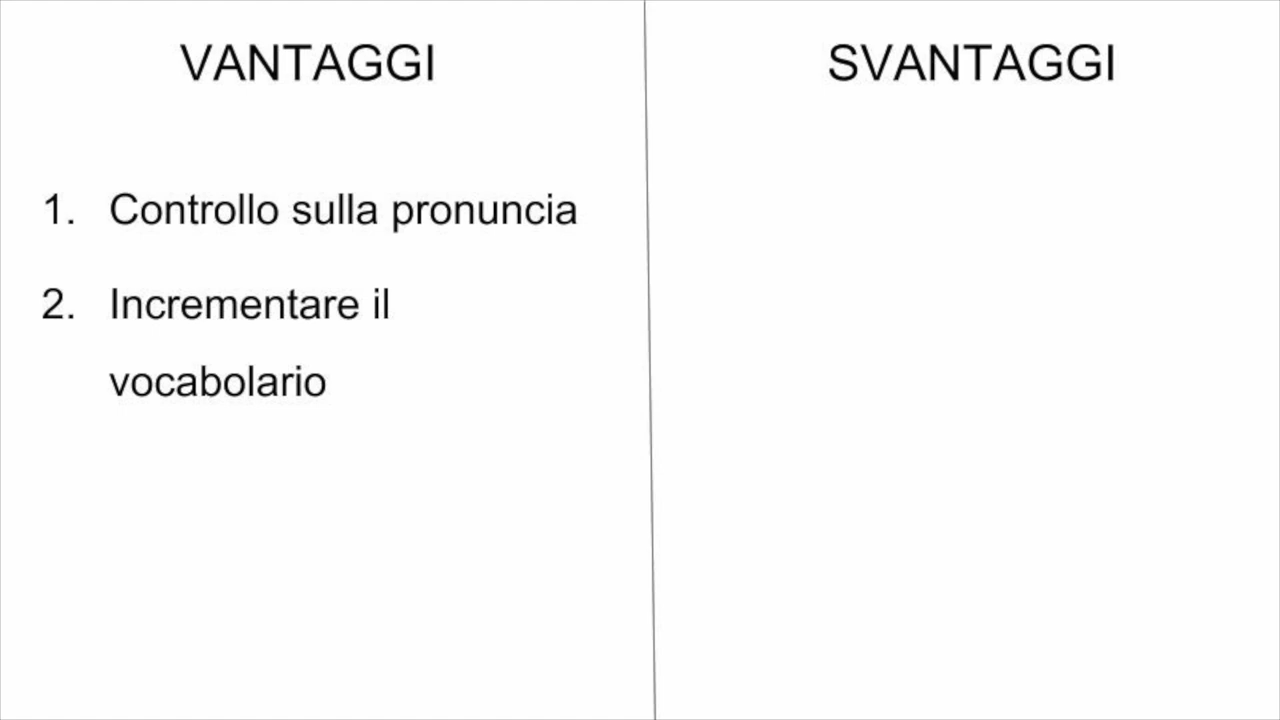 VANTAGGI
SVANTAGGI
1. Controllo sulla pronuncia
2. Incrementare il
vocabolario